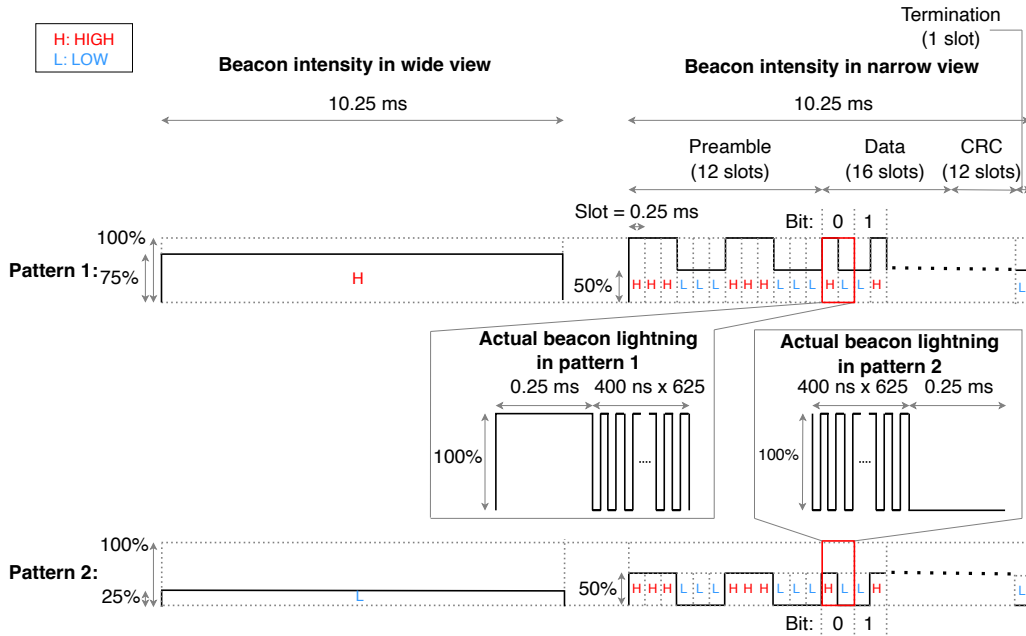 H: HIGH
L: LOW
Termination
(1 slot)
Beacon intensity in wide view
Beacon intensity in narrow view
10.25 ms
10.25 ms
Preamble
(12 slots)
Data
(16 slots)
CRC
(12 slots)
Slot = 0.25 ms
Bit: 0 1
100%
Pattern 1:
75%
H
50%
H H H L L L H H H L L L H L L H
L
Actual beacon lightning
in pattern 1
0.25 ms
400 ns x 625
100%
....
Actual beacon lightning
in pattern 2
400 ns x 625
0.25 ms
100%
....
100%
Pattern 2:
25%
L
50%
H H H L L L H H H L L L H L L H
L
Bit: 0 1